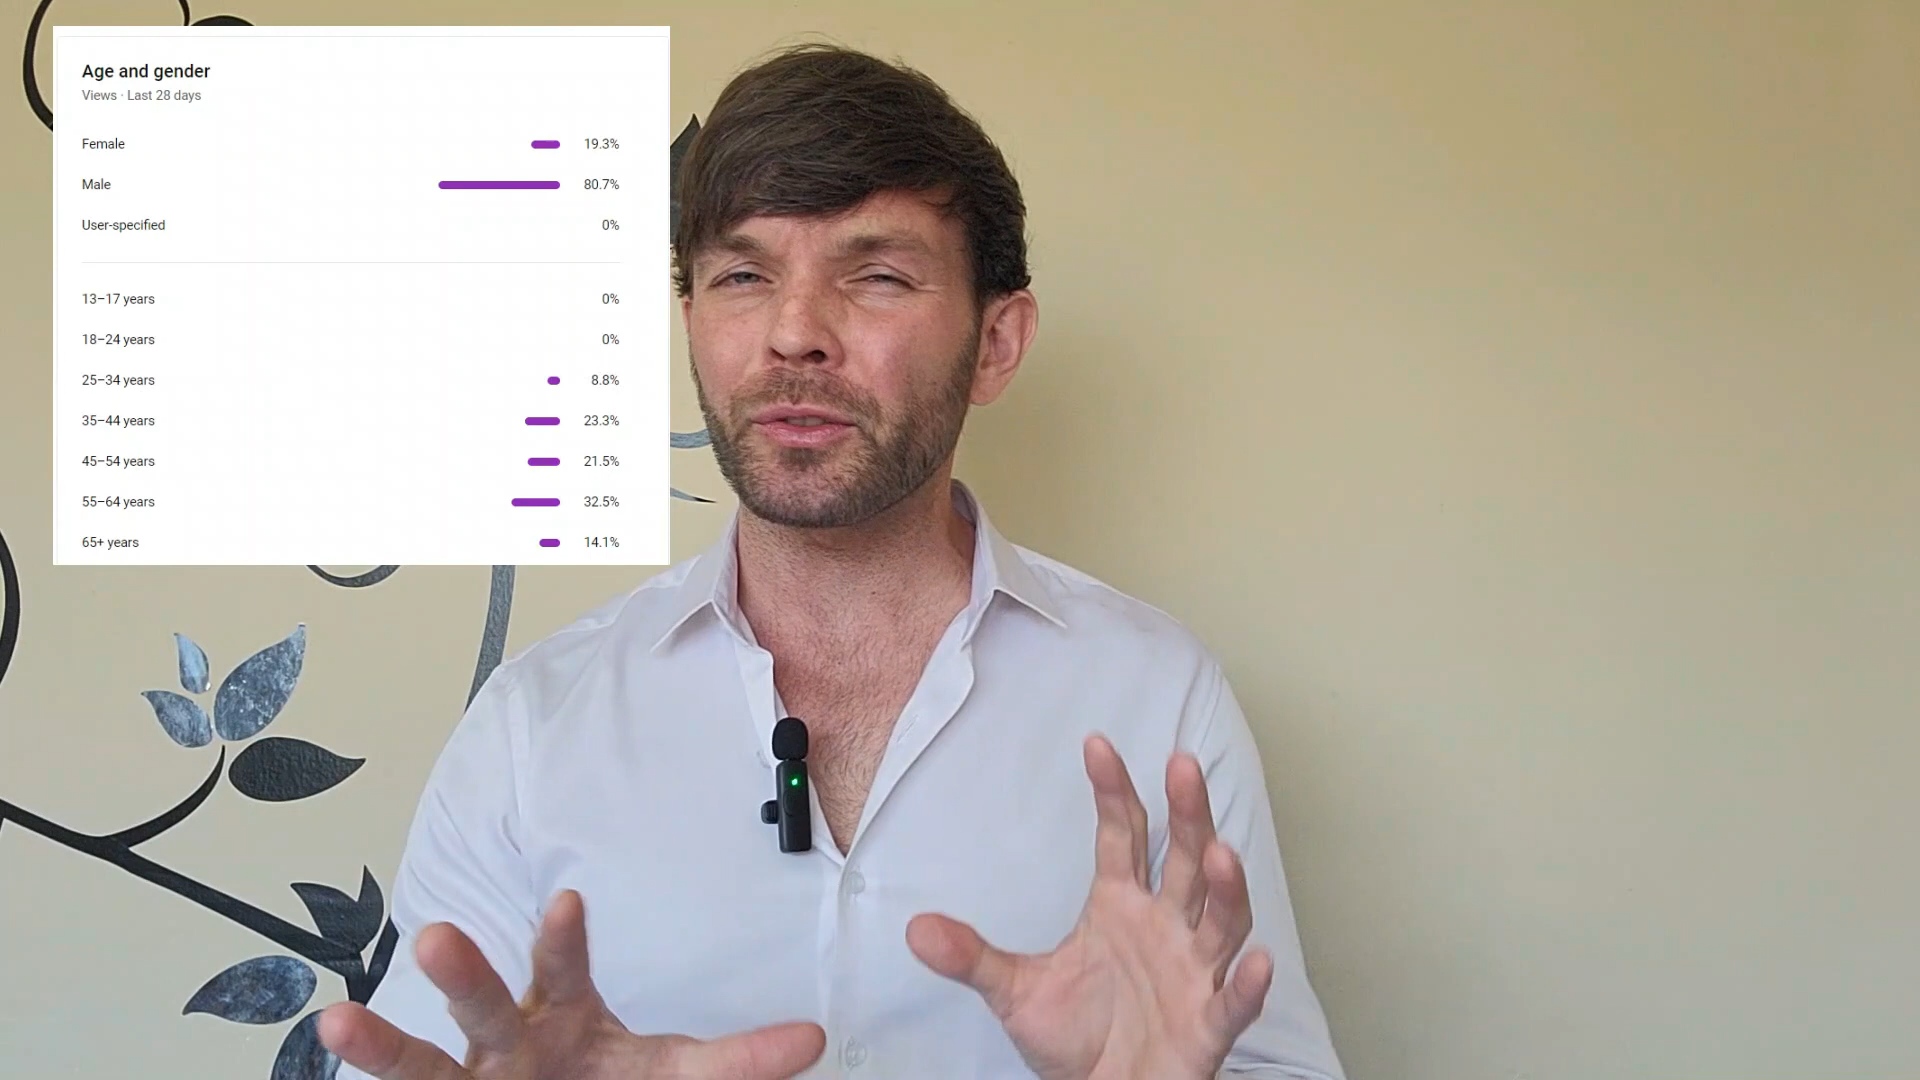 Age and gender
Views · Last 28 days
Female 19.3%
Male 80.7%
User-specified 0%
13–17 years 0%
18–24 years 0%
25–34 years 8.8%
35–44 years 23.3%
45–54 years 21.5%
55–64 years 32.5%
65+ years 14.1%